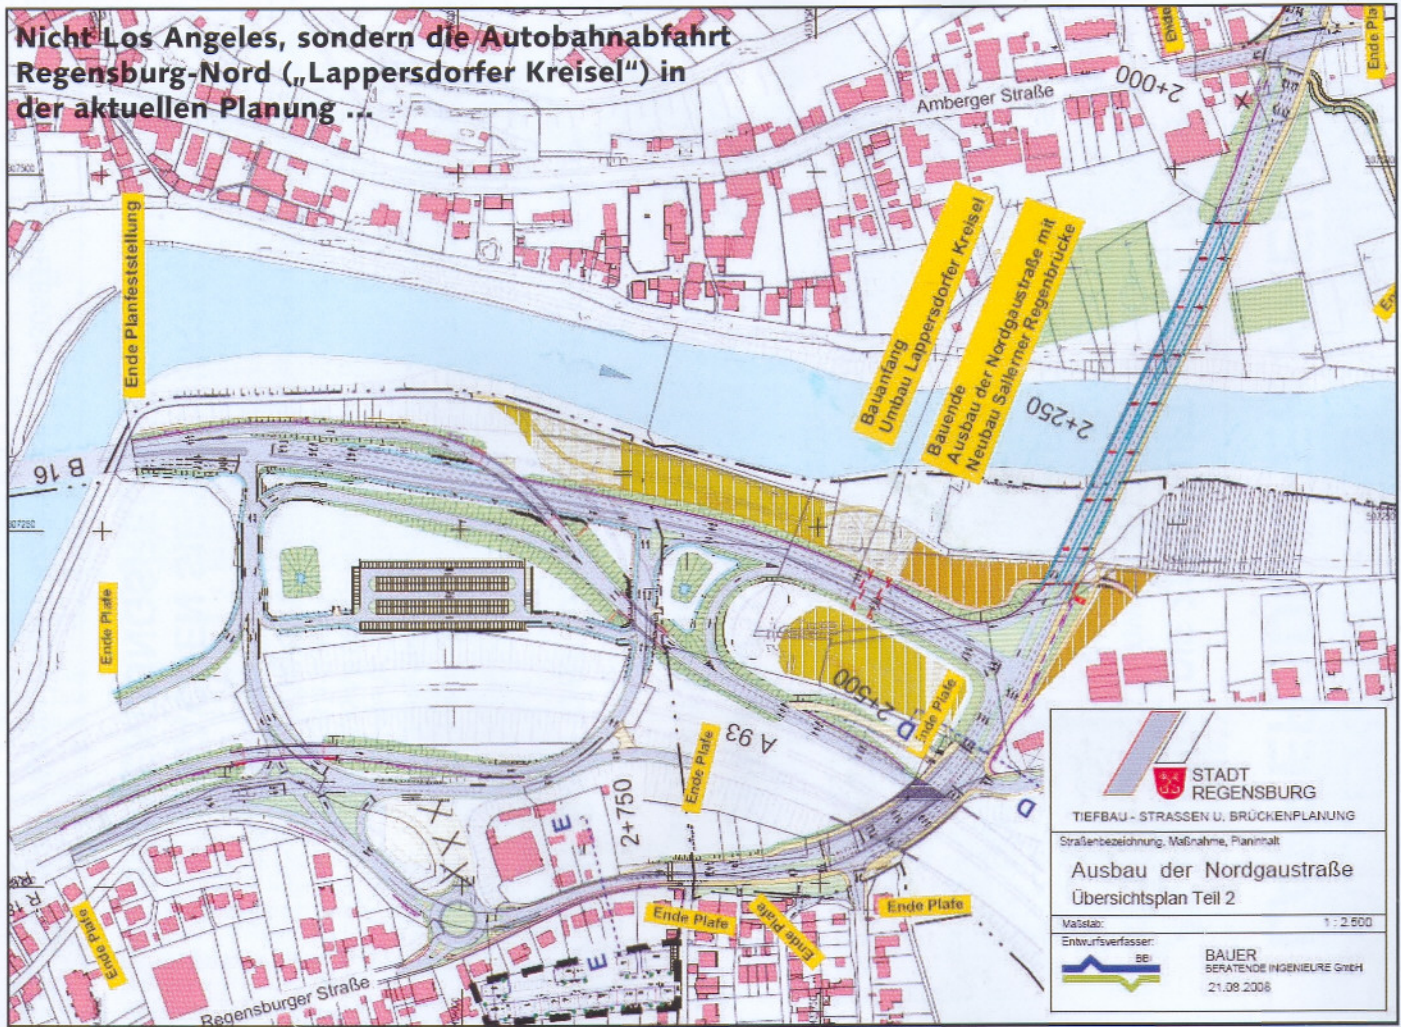 Nicht Los Angeles, sondern die Autobahnabfahrt
Regensburg-Nord („Lappersdorfer Kreisel“) in
der aktuellen Planung ...
Amberger Straße
2+000
Ende
Ende Planfeststellung
Bauanfang
Umbau Lappersdorfer Kreisel
Bauende
Ausbau der Nordgaustraße mit
Neubau Sallerner Regenbrücke
2+250
B 16
Ende Plafe
D 2+500
Ende Plafe
A 93
Ende Plafe
2+750
D
E
E
Ende Plafe
Ende Plafe
Ende Plafe
Ende Plafe
Regensburger Straße
STADT
REGENSBURG
TIEFBAU - STRASSEN U. BRÜCKENPLANUNG
Straßenbezeichnung, Maßnahme, Planinhalt
Ausbau der Nordgaustraße
Übersichtsplan Teil 2
Maßstab:
1 : 2.500
Entwurfsverfasser:
BBI
BAUER
BERATENDE INGENIEURE GmbH
21.08.2006